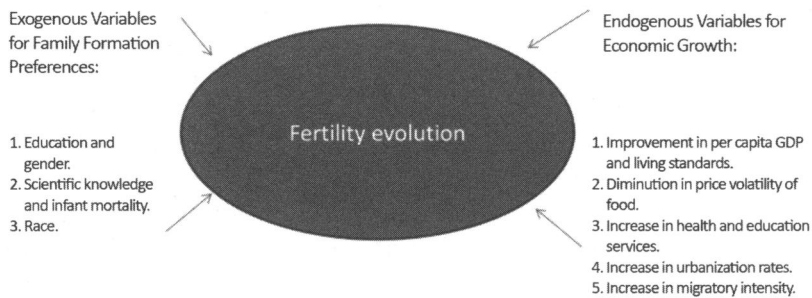 Exogenous Variables
for Family Formation
Preferences:
1. Education and
gender.
2. Scientific knowledge
and infant mortality.
3. Race.
Fertility evolution
Endogenous Variables for
Economic Growth:
1. Improvement in per capita GDP
and living standards.
2. Diminution in price volatility of
food.
3. Increase in health and education
services.
4. Increase in urbanization rates.
5. Increase in migratory intensity.